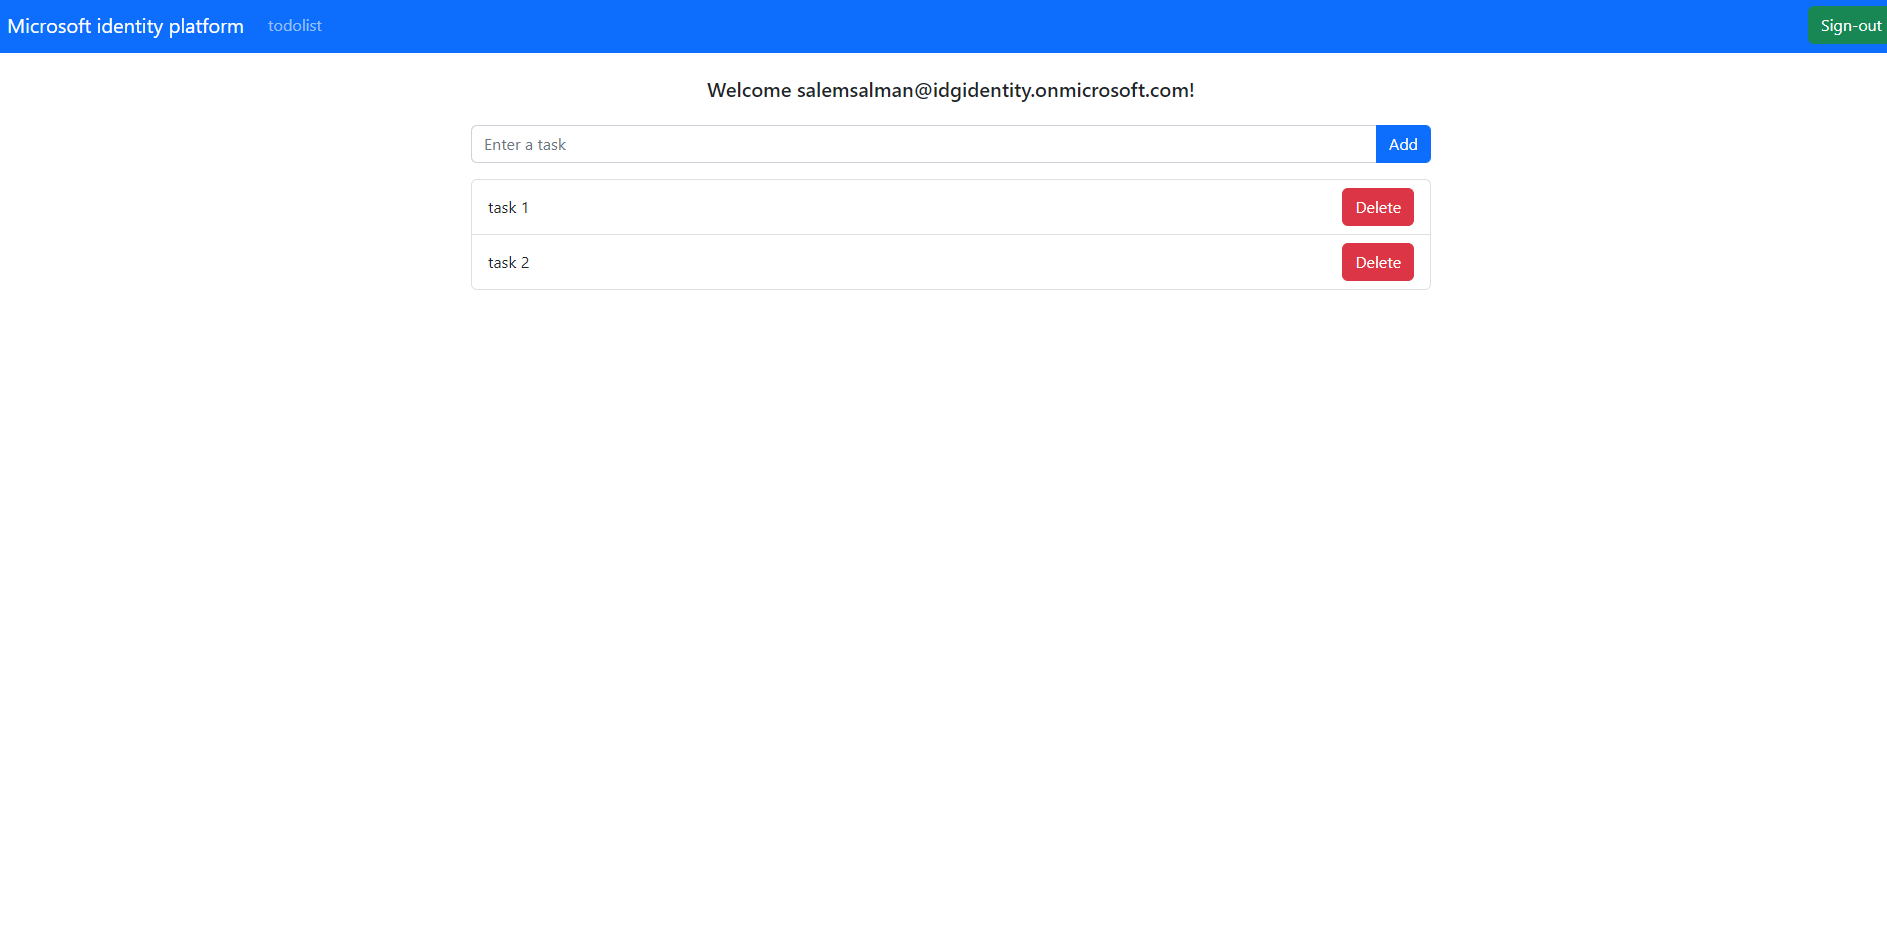 Microsoft identity platform todolist Sign-out
Welcome salemsalman@idgidentity.onmicrosoft.com!
Enter a task Add
task 1 Delete
task 2 Delete